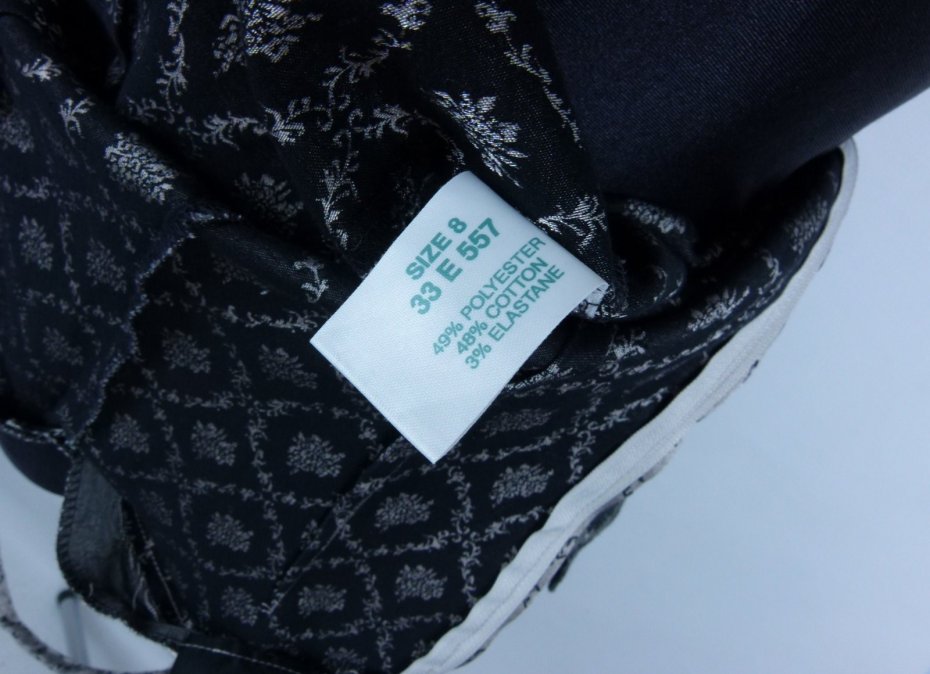 SIZE 8
33 E 557
49% POLYESTER
48% COTTON
3% ELASTANE